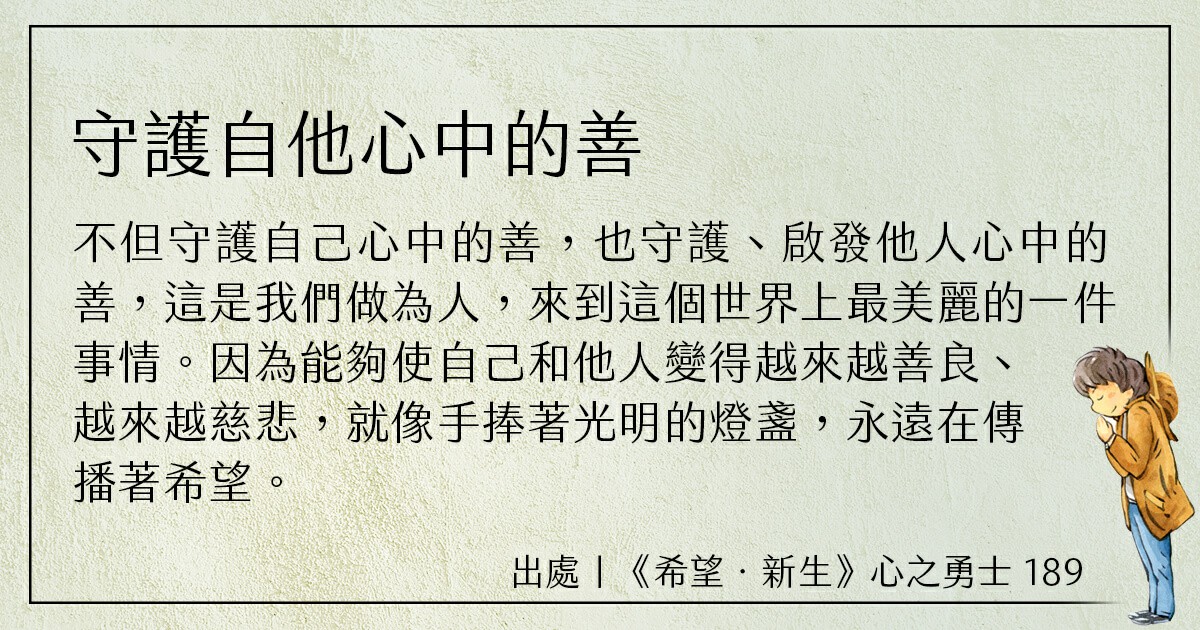 守護自他心中的善
不但守護自己心中的善，也守護、啟發他人心中的
善，這是我們做為人，來到這個世界上最美麗的一件
事情。因為能夠使自己和他人變得越來越善良、
越來越慈悲，就像手捧著光明的燈盞，永遠在傳
播著希望。
出處丨《希望．新生》心之勇士 189